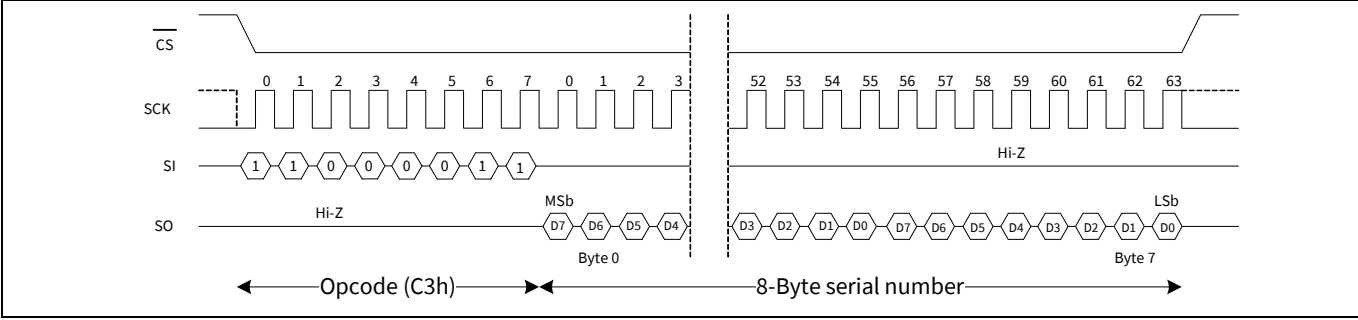 CS
0 1 2 3 4 5 6 7 0 1 2 3 52 53 54 55 56 57 58 59 60 61 62 63
SCK
Hi-Z
SI 1 1 0 0 0 0 1 1
MSb LSb
Hi-Z
SO D7 D6 D5 D4 D3 D2 D1 D0 D7 D6 D5 D4 D3 D2 D1 D0
Byte 0 Byte 7
Opcode (C3h) 8-Byte serial number